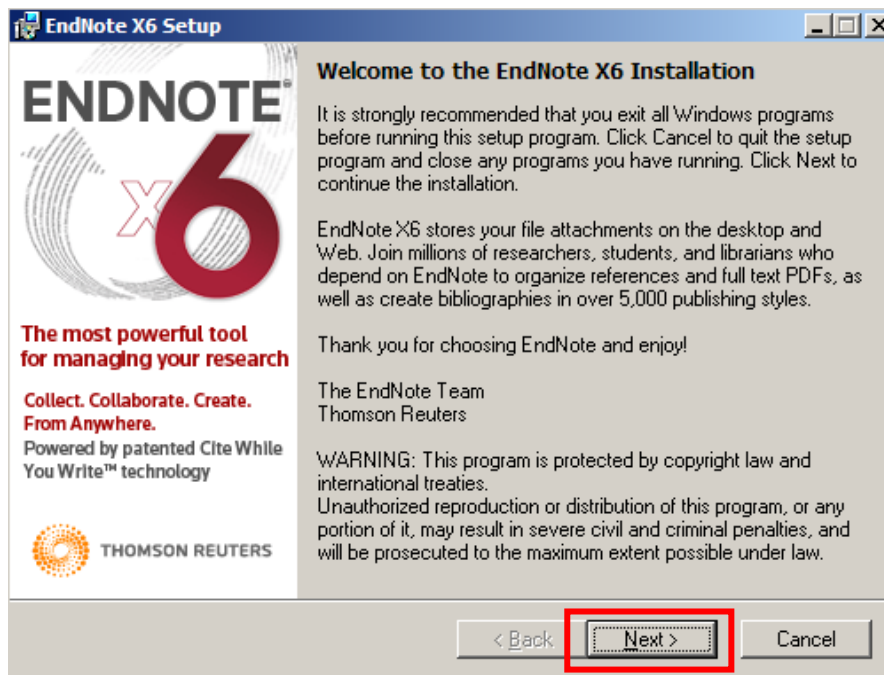 EndNote X6 Setup
ENDNOTE®
x6
The most powerful tool
for managing your research
Collect. Collaborate. Create.
From Anywhere.
Powered by patented Cite While
You Write™ technology
THOMSON REUTERS
Welcome to the EndNote X6 Installation
It is strongly recommended that you exit all Windows programs
before running this setup program. Click Cancel to quit the setup
program and close any programs you have running. Click Next to
continue the installation.
EndNote X6 stores your file attachments on the desktop and
Web. Join millions of researchers, students, and librarians who
depend on EndNote to organize references and full text PDFs, as
well as create bibliographies in over 5,000 publishing styles.
Thank you for choosing EndNote and enjoy!
The EndNote Team
Thomson Reuters
WARNING: This program is protected by copyright law and
international treaties.
Unauthorized reproduction or distribution of this program, or any
portion of it, may result in severe civil and criminal penalties, and
will be prosecuted to the maximum extent possible under law.
< Back
Next >
Cancel